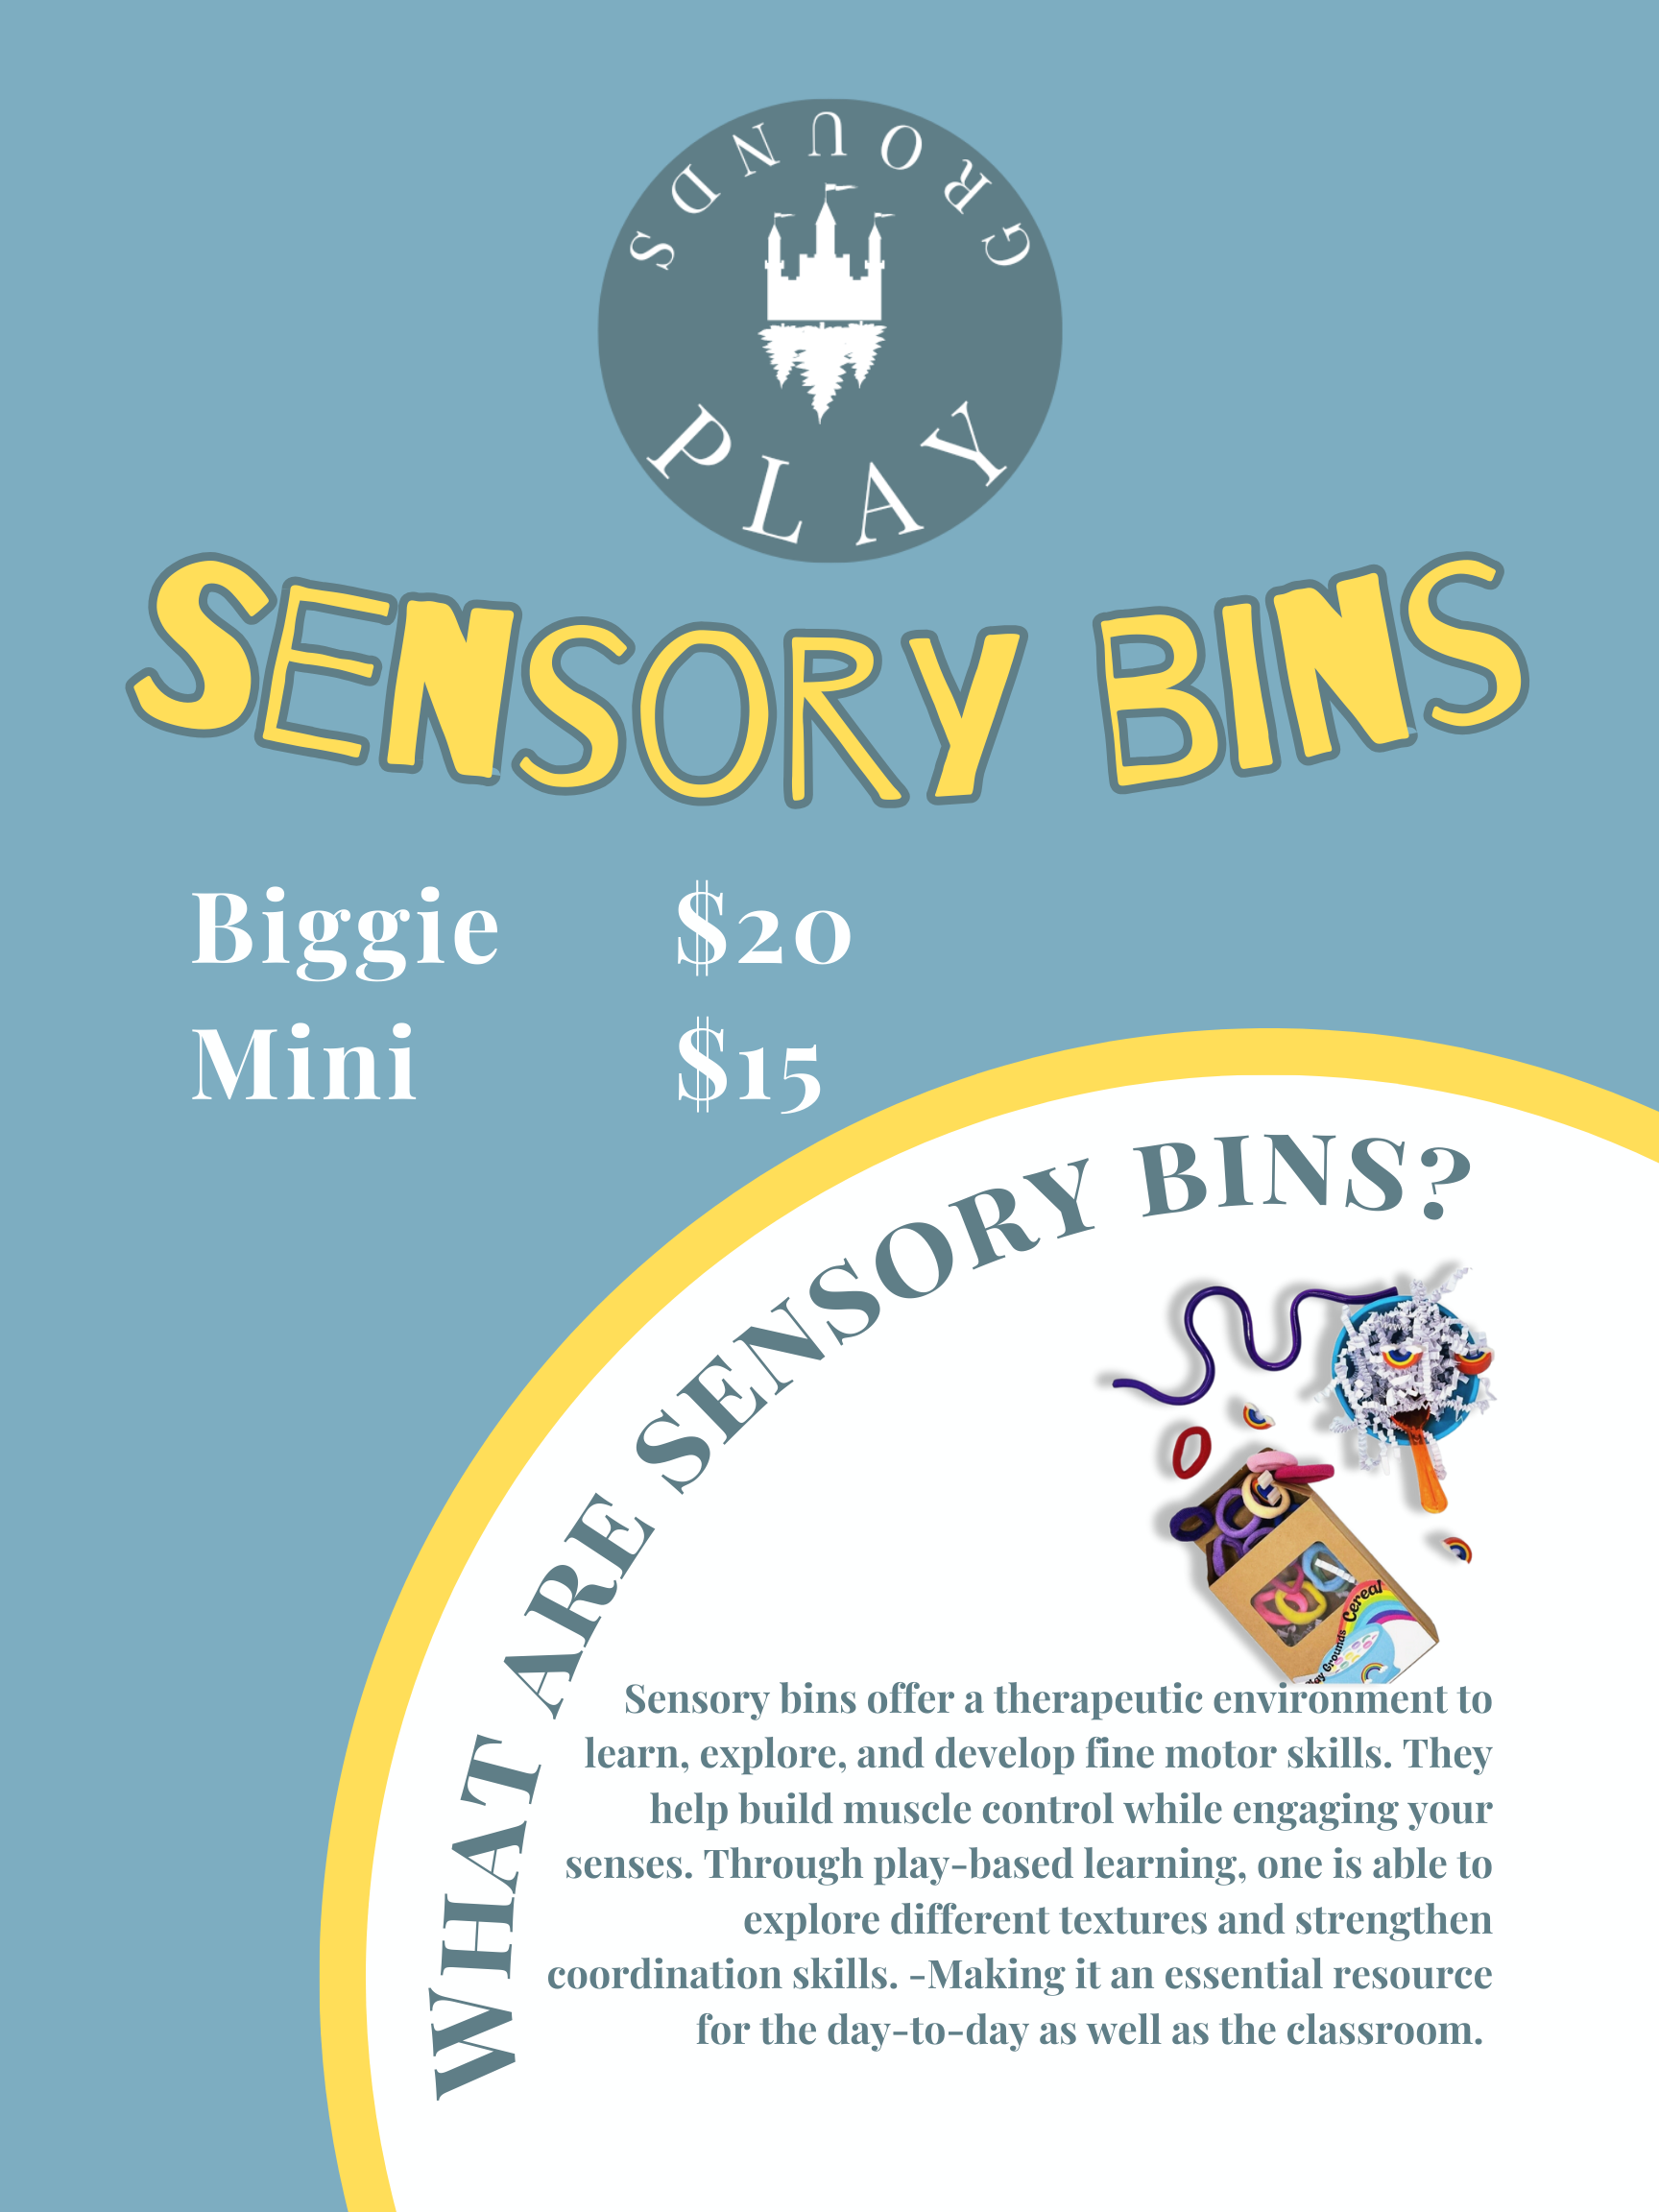 GROUNDS
PLAY
SENSORY BINS
Biggie $20
Mini $15
WHAT ARE SENSORY BINS?
Cereal
Play Grounds
Sensory bins offer a therapeutic environment to
learn, explore, and develop fine motor skills. They
help build muscle control while engaging your
senses. Through play-based learning, one is able to
explore different textures and strengthen
coordination skills. -Making it an essential resource
for the day-to-day as well as the classroom.